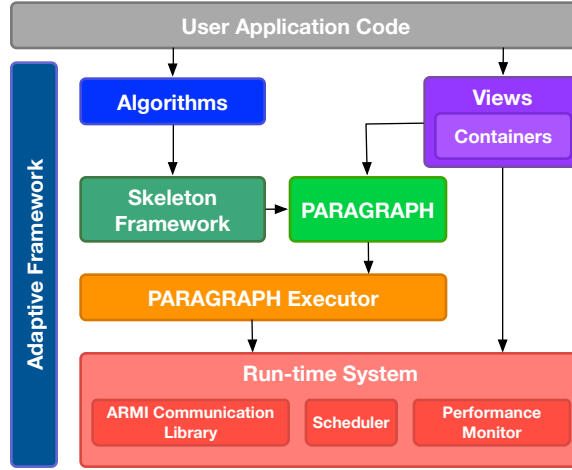 User Application Code
Adaptive Framework
Algorithms
Views
Containers
Skeleton
Framework
PARAGRAPH
PARAGRAPH Executor
Run-time System
ARMI Communication
Library
Scheduler
Performance
Monitor